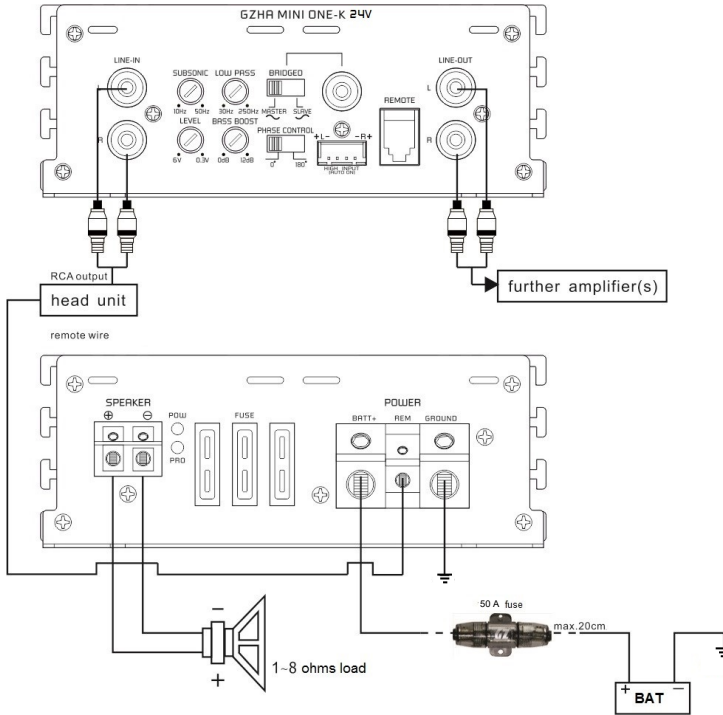 GZHA MINI ONE-K 24V
LINE-IN
SUBSONIC LOW PASS BRIDGED
LINE-OUT
L
10Hz 50Hz 30Hz 250Hz MASTER SLAVE
REMOTE
LEVEL BASS BOOST
PHASE CONTROL
+L- -R+
R
R
6V 0.3V 0dB 12dB 0° 180°
HIGH INPUT
(AUTO ON)
RCA output
head unit
further amplifier(s)
remote wire
SPEAKER
POWER
⊕ ⊖
POW
FUSE
BATT+ REM GROUND
PRO
50 A fuse
max.20cm
-
+
1~8 ohms load
+ BAT -